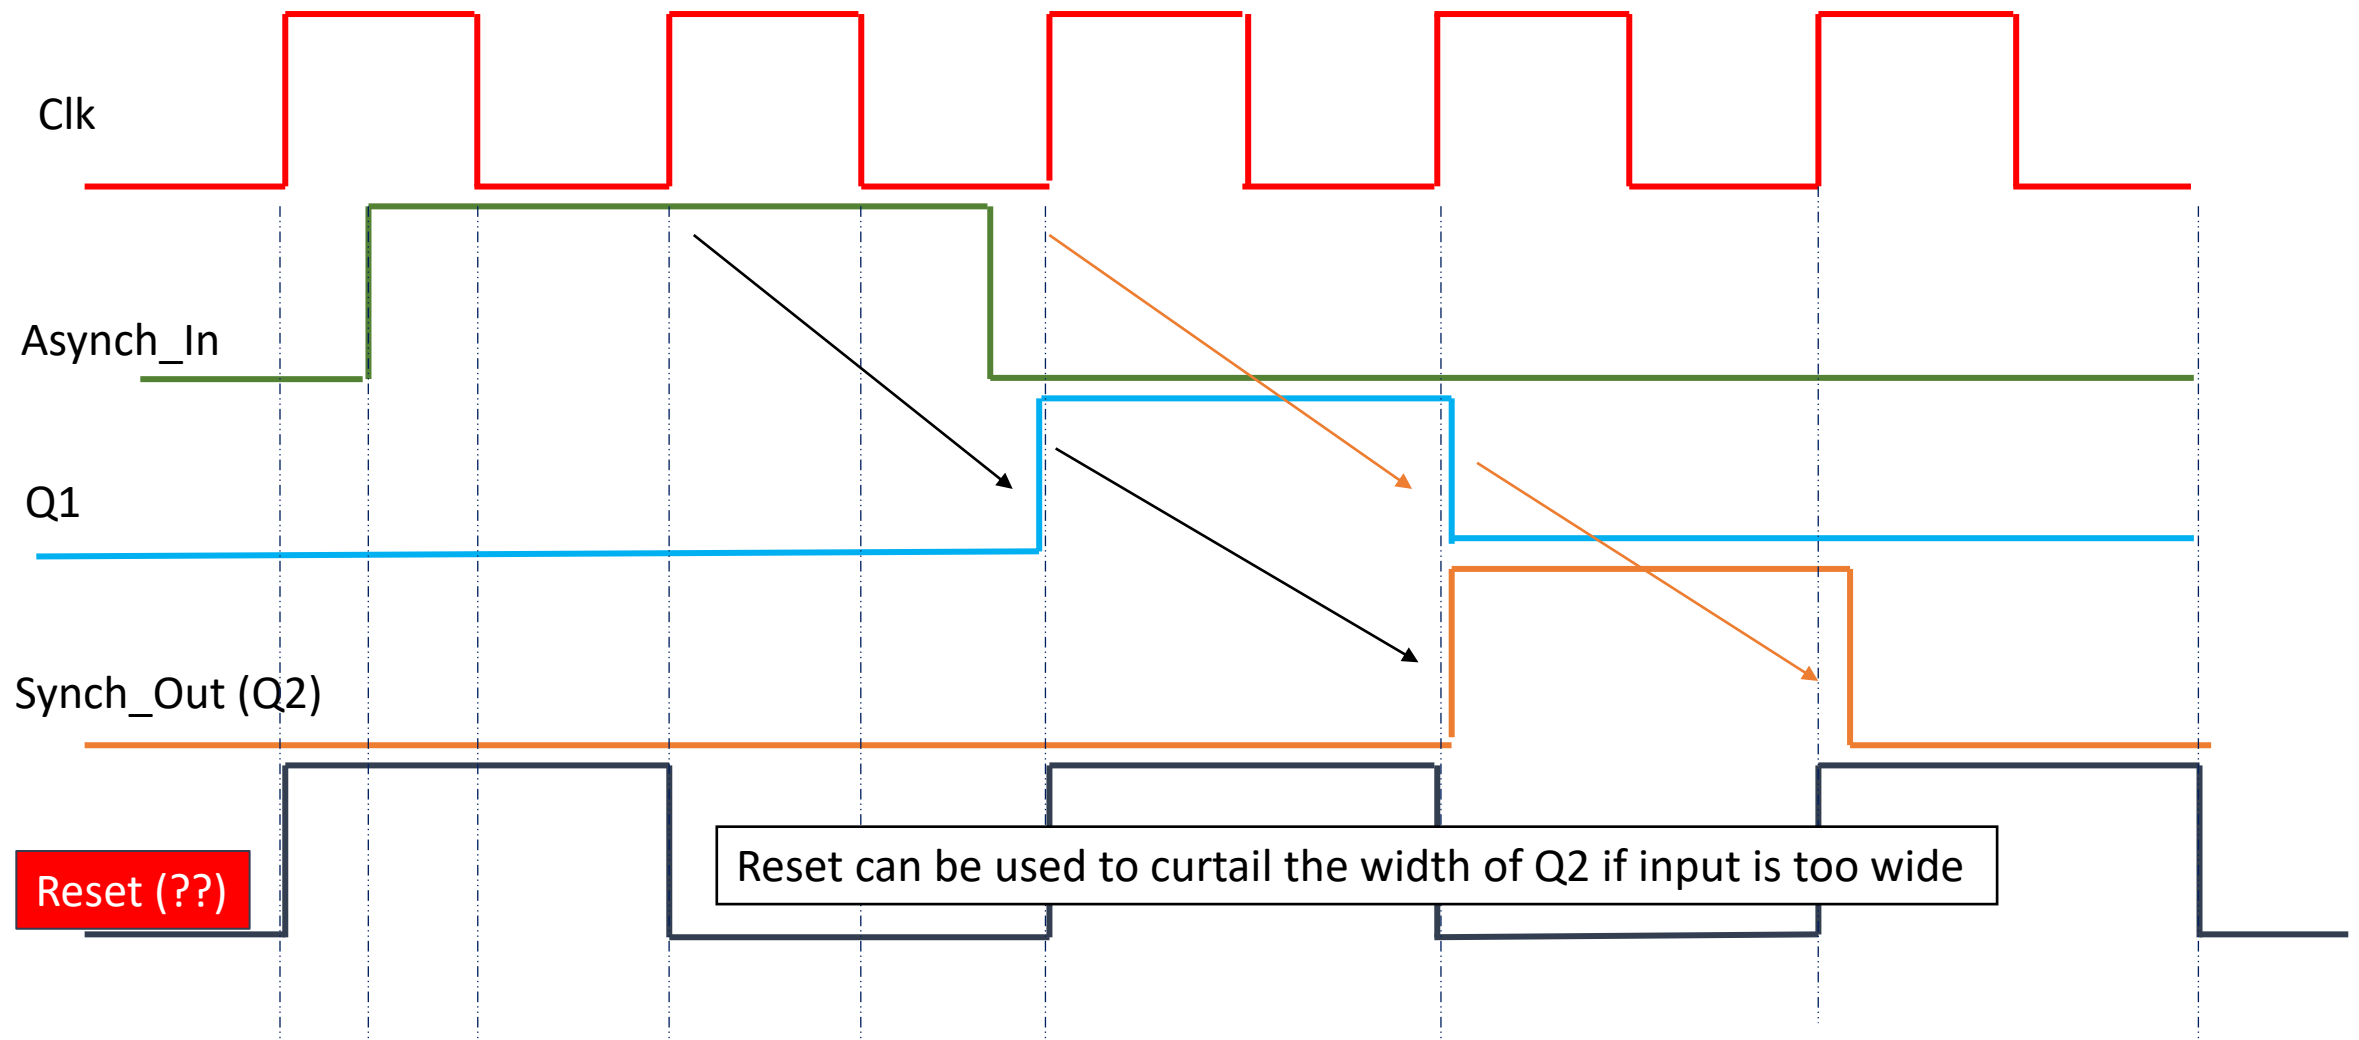 Clk
Asynch_In
Q1
Synch_Out (Q2)
Reset (??)
Reset can be used to curtail the width of Q2 if input is too wide